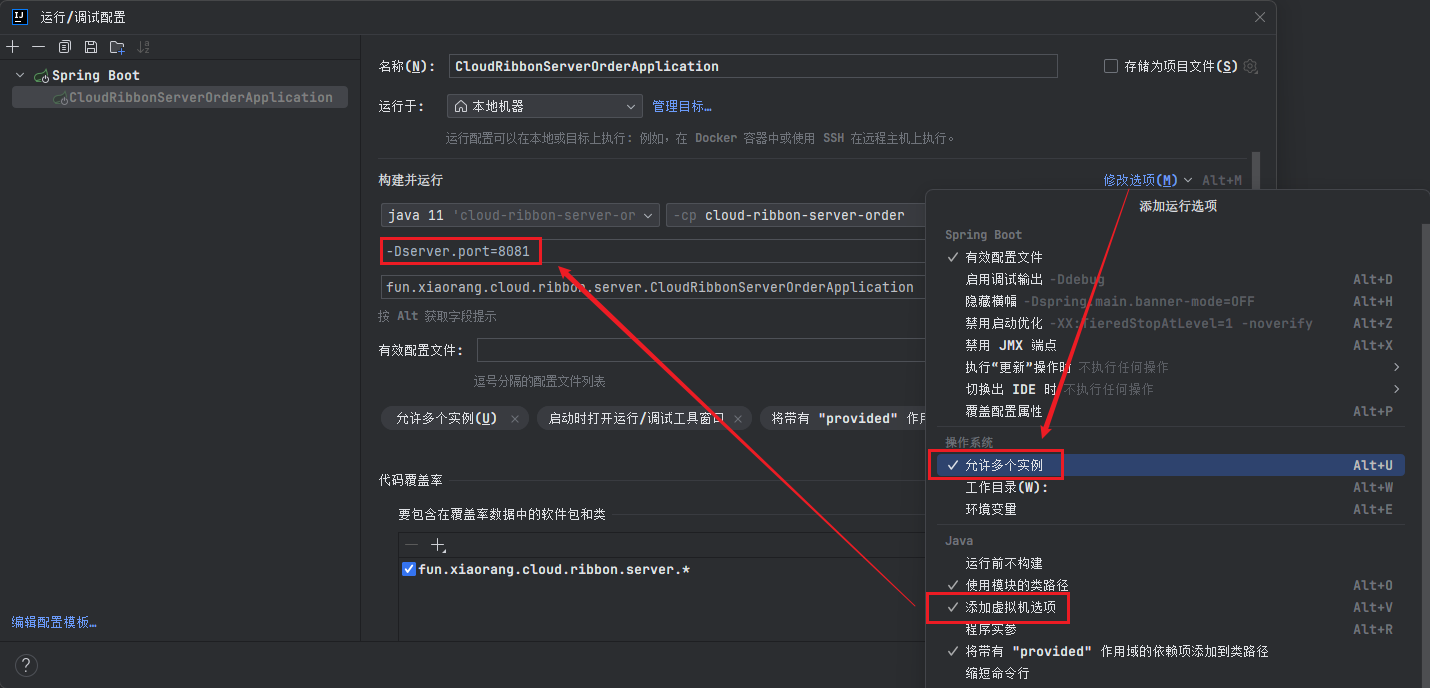 运行/调试配置
Spring Boot
CloudRibbonServerOrderApplication
编辑配置模板…
名称(N): CloudRibbonServerOrderApplication 存储为项目文件(S)
运行于: 本地机器 管理目标…
运行配置可以在本地或目标上执行: 例如, 在 Docker 容器中或使用 SSH 在远程主机上执行。
构建并运行 修改选项(M) Alt+M
java 11 'cloud-ribbon-server-or -cp cloud-ribbon-server-order
-Dserver.port=8081
fun.xiaorang.cloud.ribbon.server.CloudRibbonServerOrderApplication
按 Alt 获取字段提示
有效配置文件:
逗号分隔的配置文件列表
允许多个实例(U) × 启动时打开运行/调试工具窗口 × 将带有 "provided" 作用
代码覆盖率
要包含在覆盖率数据中的软件包和类
fun.xiaorang.cloud.ribbon.server.*
添加运行选项
Spring Boot
有效配置文件
启用调试输出 -Ddebug Alt+D
隐藏横幅 -Dspring.main.banner-mode=OFF Alt+H
禁用启动优化 -XX:TieredStopAtLevel=1 -noverify Alt+Z
禁用 JMX 端点 Alt+X
执行“更新”操作时 不执行任何操作
切换出 IDE 时 不执行任何操作
覆盖配置属性 Alt+P
操作系统
允许多个实例 Alt+U
工作目录(W): Alt+W
环境变量 Alt+E
Java
运行前不构建
使用模块的类路径 Alt+O
添加虚拟机选项 Alt+V
程序实参 Alt+R
将带有 "provided" 作用域的依赖项添加到类路径
缩短命令行